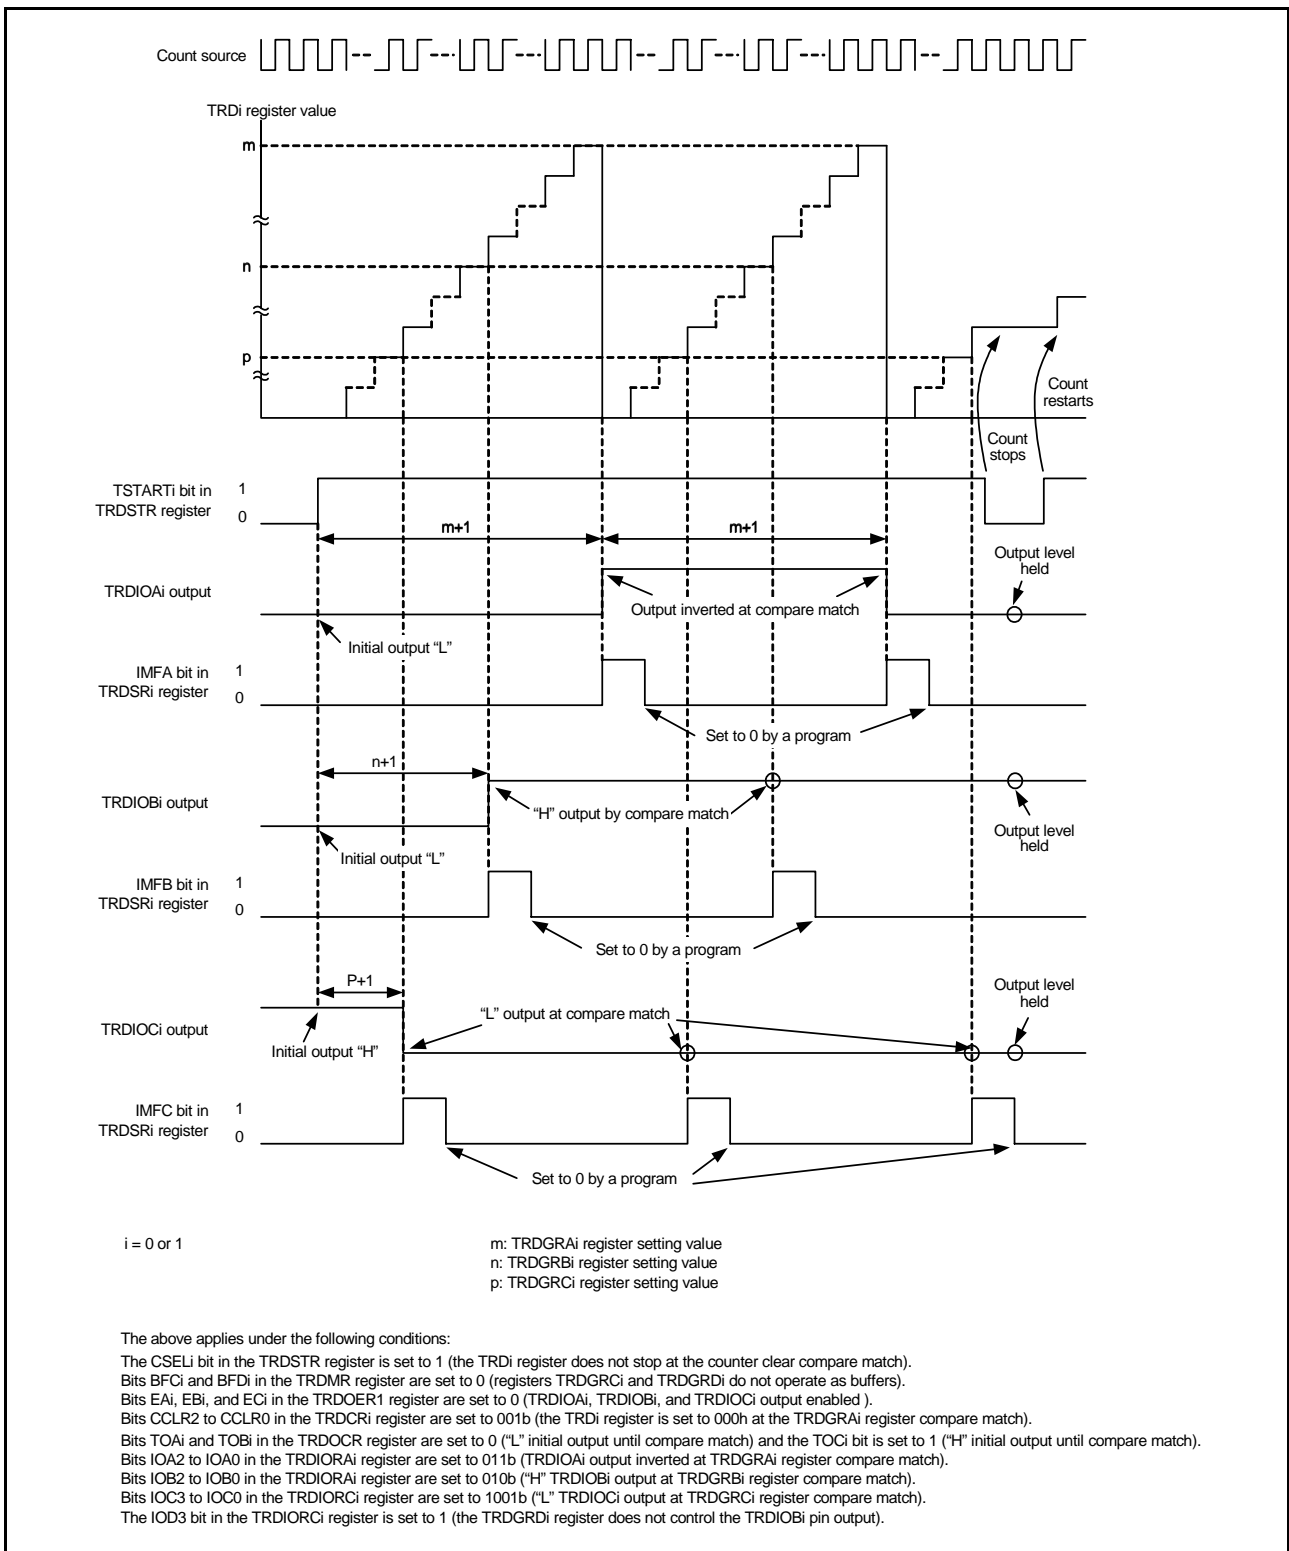 Count source
TRDi register value
m
n
p
Count
restarts
Count
stops
TSTARTi bit in
TRDSTR register
1
0
m+1
m+1
Output level
held
TRDIOAi output
Output inverted at compare match
Initial output “L”
IMFA bit in
TRDSRi register
1
0
Set to 0 by a program
n+1
TRDIOBi output
“H” output by compare match
Output level
held
Initial output “L”
IMFB bit in
TRDSRi register
1
0
Set to 0 by a program
P+1
Output level
held
“L” output at compare match
TRDIOCi output
Initial output “H”
IMFC bit in
TRDSRi register
1
0
Set to 0 by a program
i = 0 or 1
m: TRDGRAi register setting value
n: TRDGRBi register setting value
p: TRDGRCi register setting value
The above applies under the following conditions:
The CSELi bit in the TRDSTR register is set to 1 (the TRDi register does not stop at the counter clear compare match).
Bits BFCi and BFDi in the TRDMR register are set to 0 (registers TRDGRCi and TRDGRDi do not operate as buffers).
Bits EAi, EBi, and ECi in the TRDOER1 register are set to 0 (TRDIOAi, TRDIOBi, and TRDIOCi output enabled ).
Bits CCLR2 to CCLR0 in the TRDCRi register are set to 001b (the TRDi register is set to 000h at the TRDGRAi register compare match).
Bits TOAi and TOBi in the TRDOCR register are set to 0 (“L” initial output until compare match) and the TOCi bit is set to 1 (“H” initial output until compare match).
Bits IOA2 to IOA0 in the TRDIORAi register are set to 011b (TRDIOAi output inverted at TRDGRAi register compare match).
Bits IOB2 to IOB0 in the TRDIORAi register are set to 010b (“H” TRDIOBi output at TRDGRBi register compare match).
Bits IOC3 to IOC0 in the TRDIORCi register are set to 1001b (“L” TRDIOCi output at TRDGRCi register compare match).
The IOD3 bit in the TRDIORCi register is set to 1 (the TRDGRDi register does not control the TRDIOBi pin output).